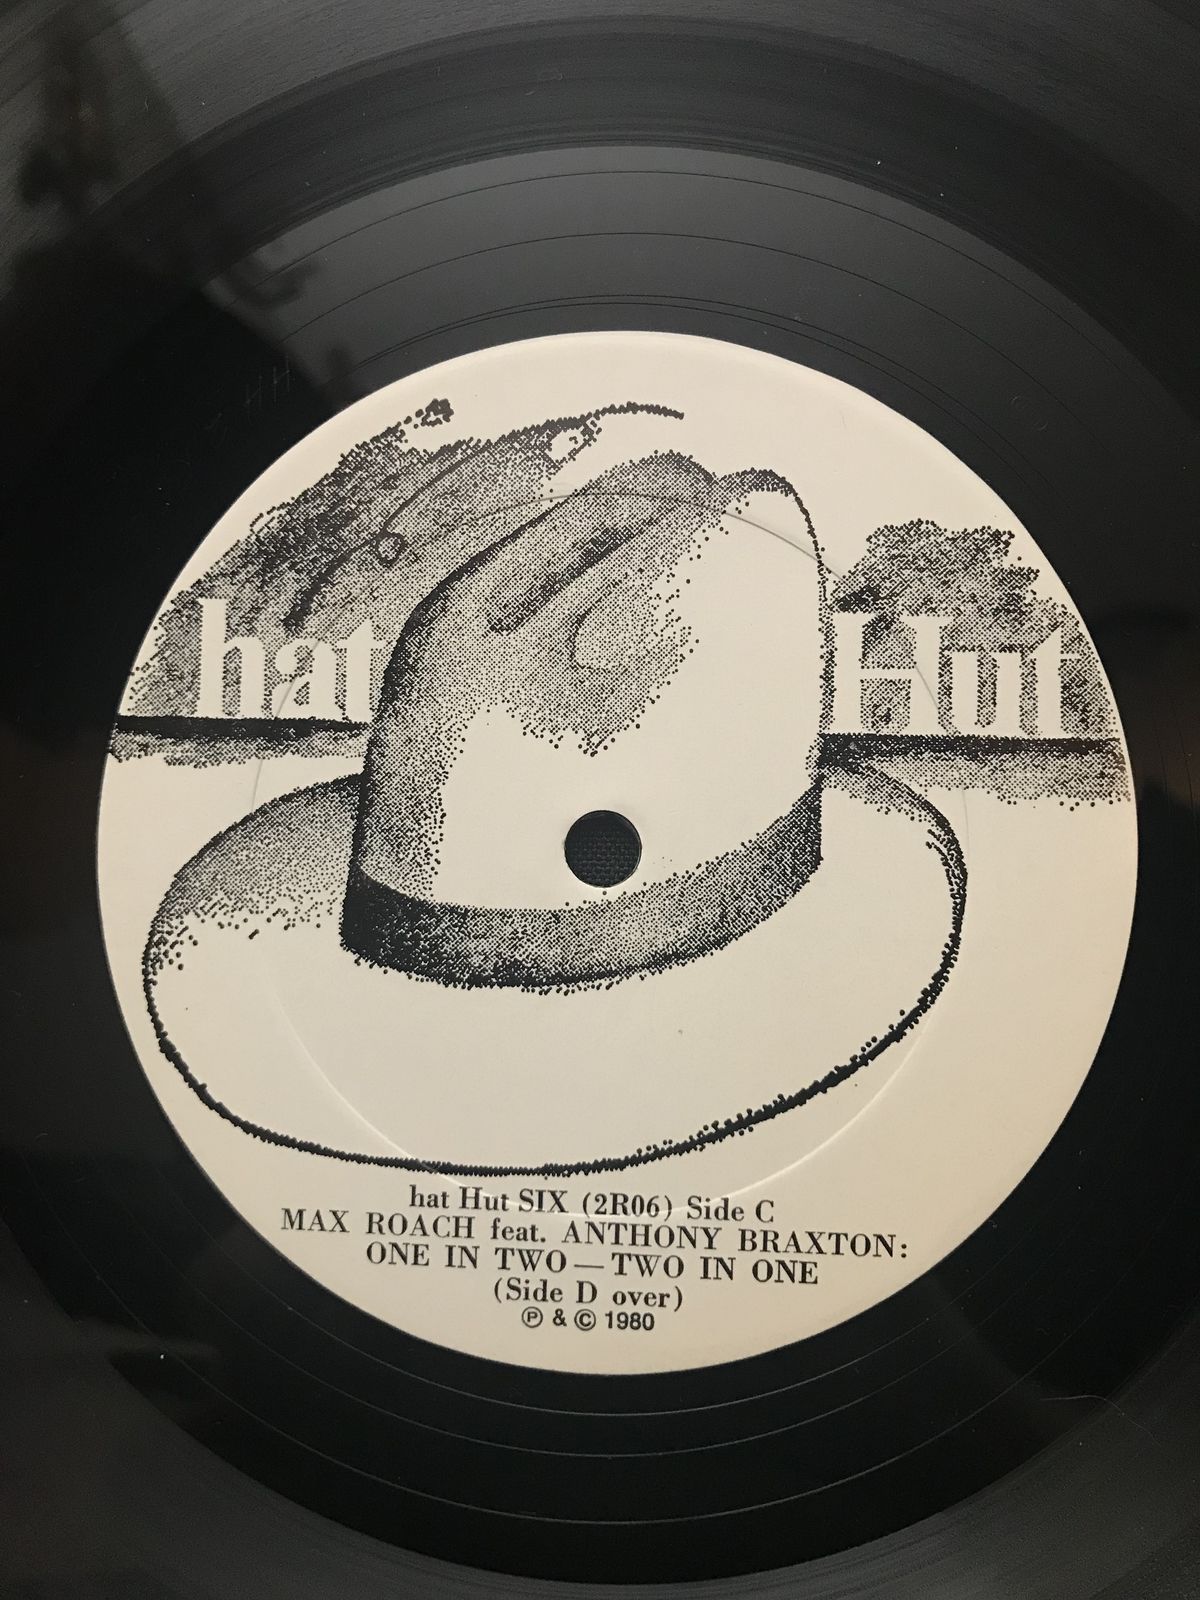 hat Hut
hat Hut SIX (2R06) Side C
MAX ROACH feat. ANTHONY BRAXTON:
ONE IN TWO — TWO IN ONE
(Side D over)
℗ & © 1980